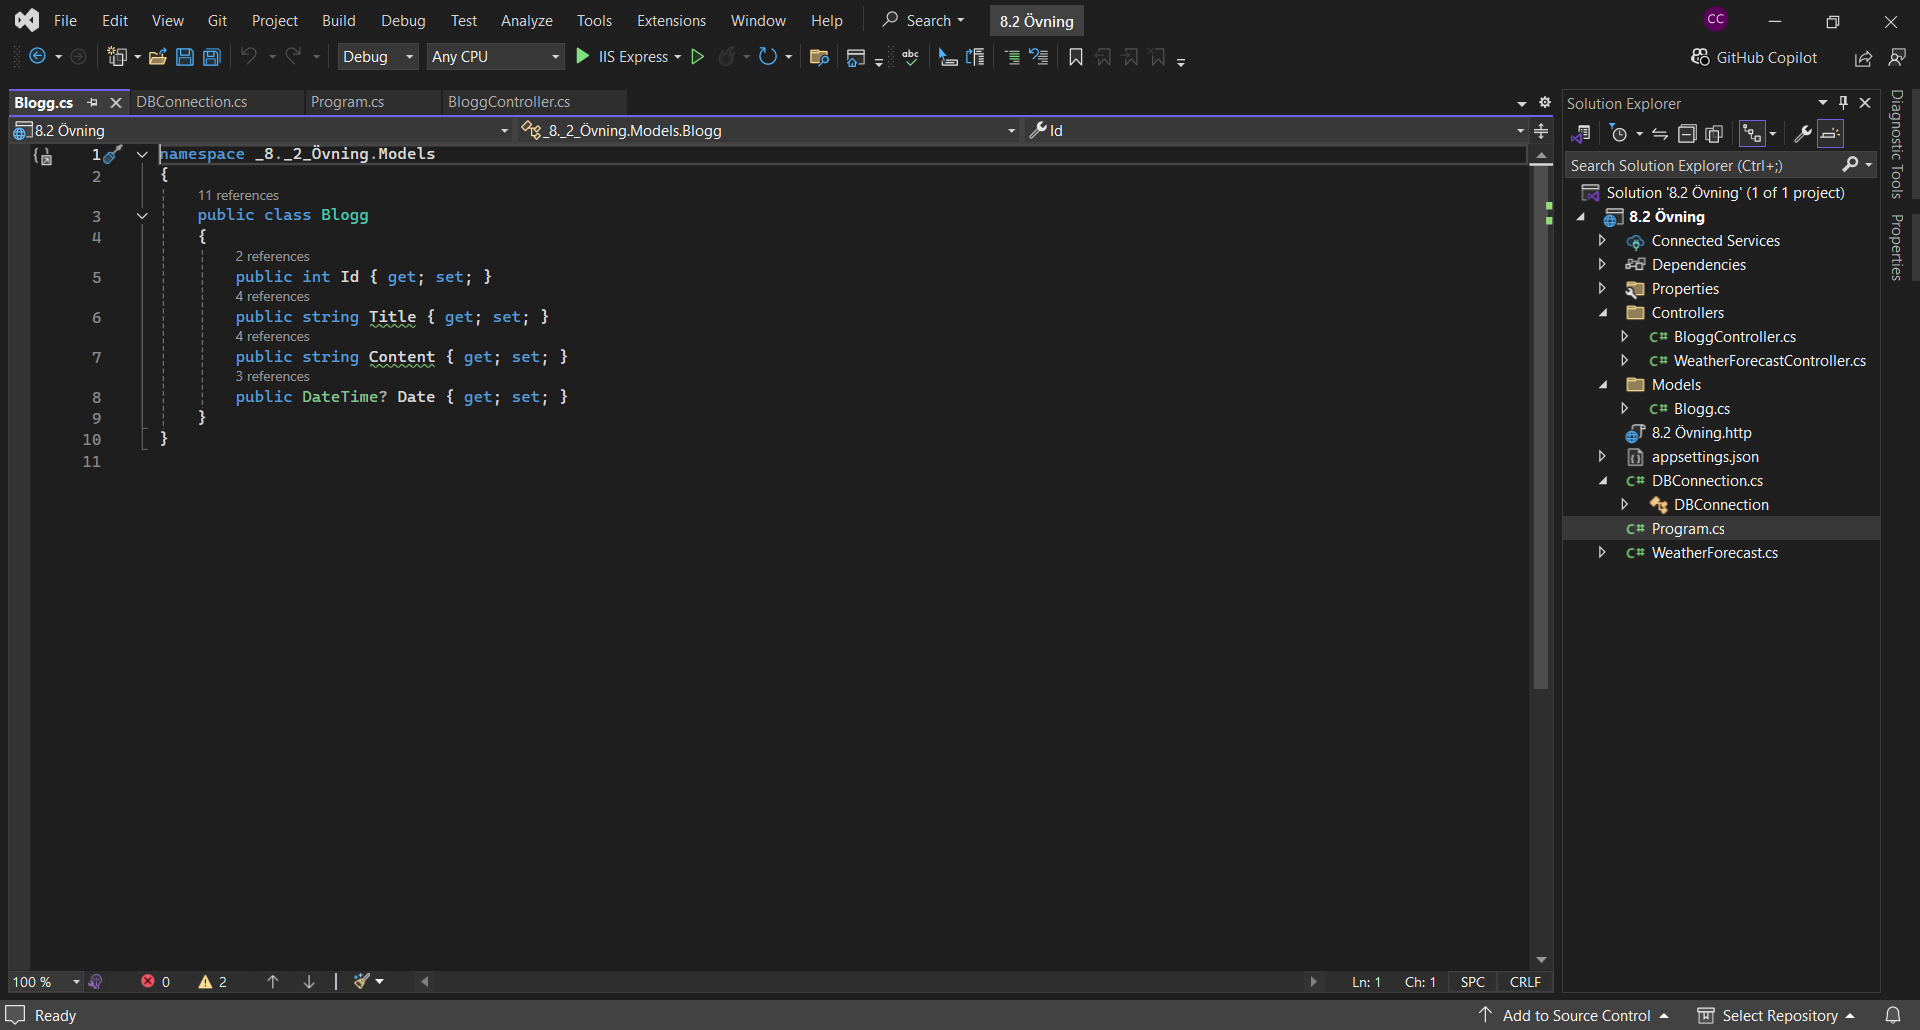 File Edit View Git Project Build Debug Test Analyze Tools Extensions Window Help Search 8.2 Övning CC
Debug Any CPU IIS Express abc GitHub Copilot
Blogg.cs DBConnection.cs Program.cs BloggController.cs
8.2 Övning _8._2_Övning.Models.Blogg Id
1 namespace _8._2_Övning.Models
2 {
11 references
3 public class Blogg
4 {
2 references
5 public int Id { get; set; }
4 references
6 public string Title { get; set; }
4 references
7 public string Content { get; set; }
3 references
8 public DateTime? Date { get; set; }
9 }
10 }
11
100 % 0 2 Ln: 1 Ch: 1 SPC CRLF
Solution Explorer
Search Solution Explorer (Ctrl+;)
Solution '8.2 Övning' (1 of 1 project)
8.2 Övning
Connected Services
Dependencies
Properties
Controllers
C# BloggController.cs
C# WeatherForecastController.cs
Models
C# Blogg.cs
8.2 Övning.http
appsettings.json
C# DBConnection.cs
DBConnection
C# Program.cs
C# WeatherForecast.cs
Diagnostic Tools
Properties
Ready Add to Source Control Select Repository